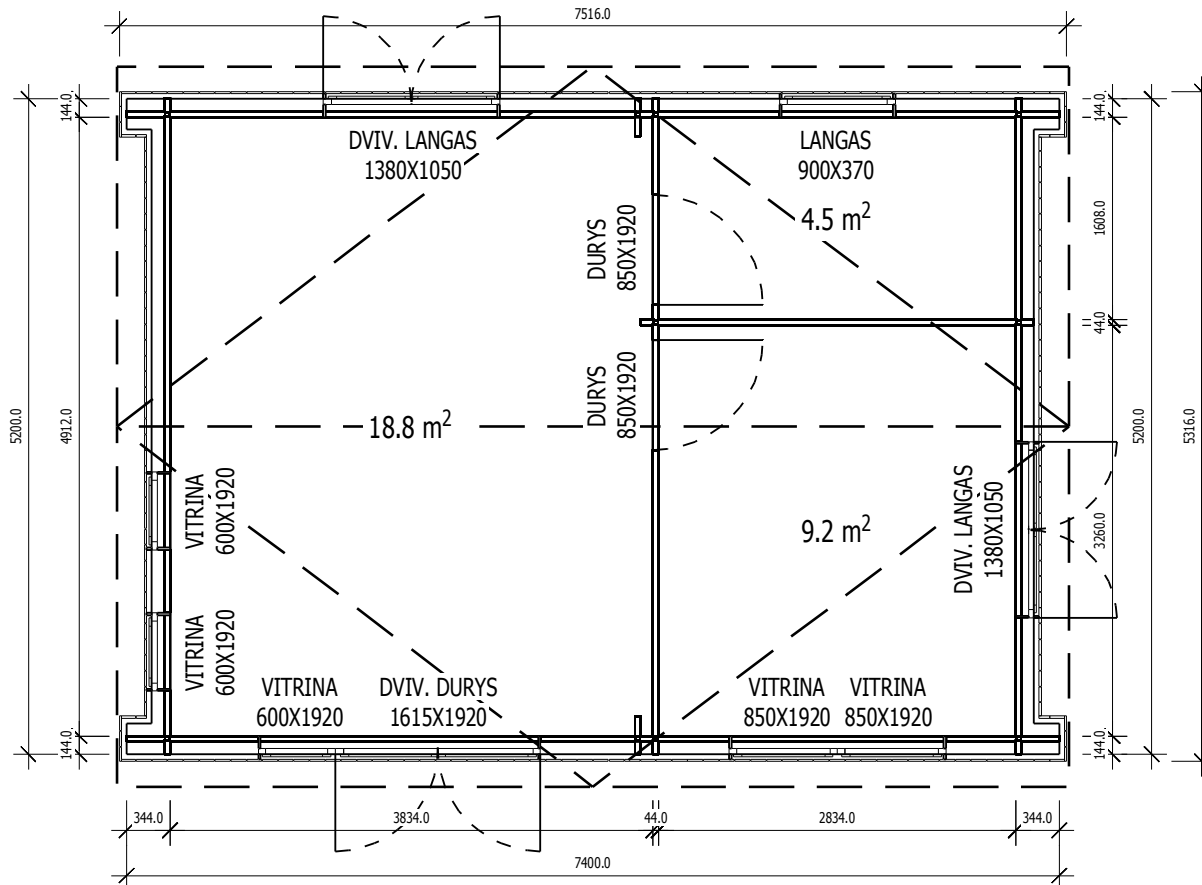 7516.0
144.0
144.0
DVIV. LANGAS
1380X1050
LANGAS
900X370
DURYS
850X1920
4.5 m²
1608.0
44.0
DURYS
850X1920
18.8 m²
5200.0
4912.0
5200.0
5316.0
VITRINA
600X1920
9.2 m²
DVIV. LANGAS
1380X1050
3260.0
VITRINA
600X1920
VITRINA
600X1920
DVIV. DURYS
1615X1920
VITRINA
850X1920
VITRINA
850X1920
144.0
144.0
344.0
3834.0
44.0
2834.0
344.0
7400.0